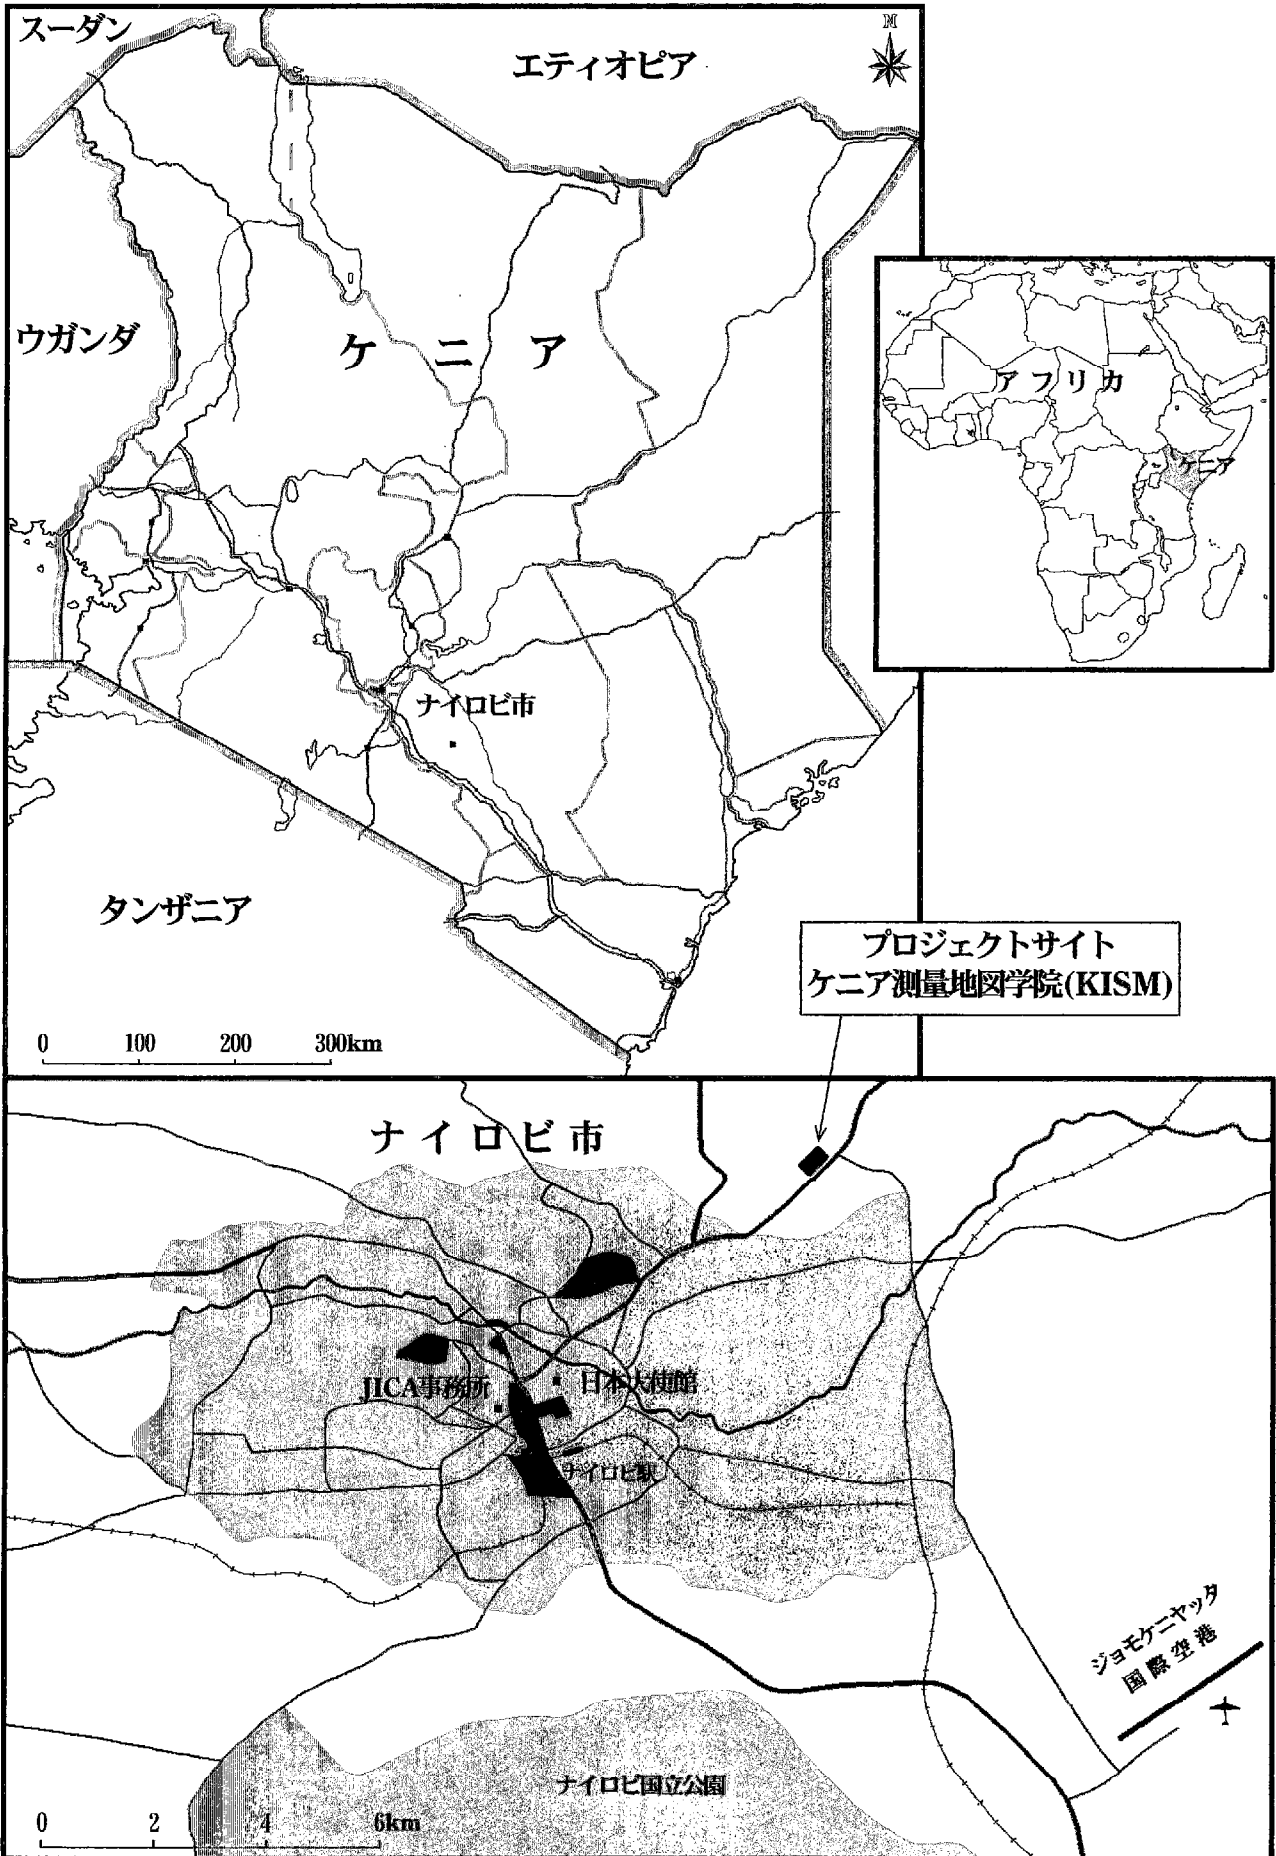 スーダン
エティオピア
N
ウガンダ
ケニア
アフリカ
ケニア
ナイロビ市
タンザニア
プロジェクトサイト
ケニア測量地図学院(KISM)
0 100 200 300km
ナイロビ市
JICA事務所
日本大使館
ナイロビ駅
ジョモケニヤッタ
国際空港
ナイロビ国立公園
0 2 4 6km